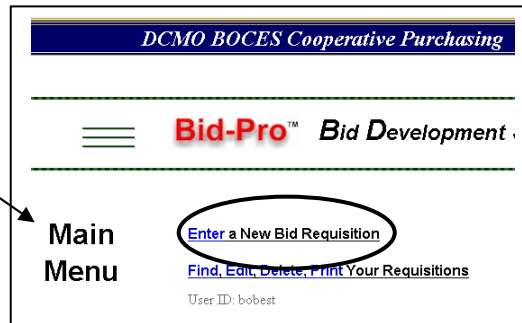 DCMO BOCES Cooperative Purchasing
Bid-Pro™ Bid Development
Main Menu
Enter a New Bid Requisition
Find, Edit, Delete, Print Your Requisitions
User ID: bobest